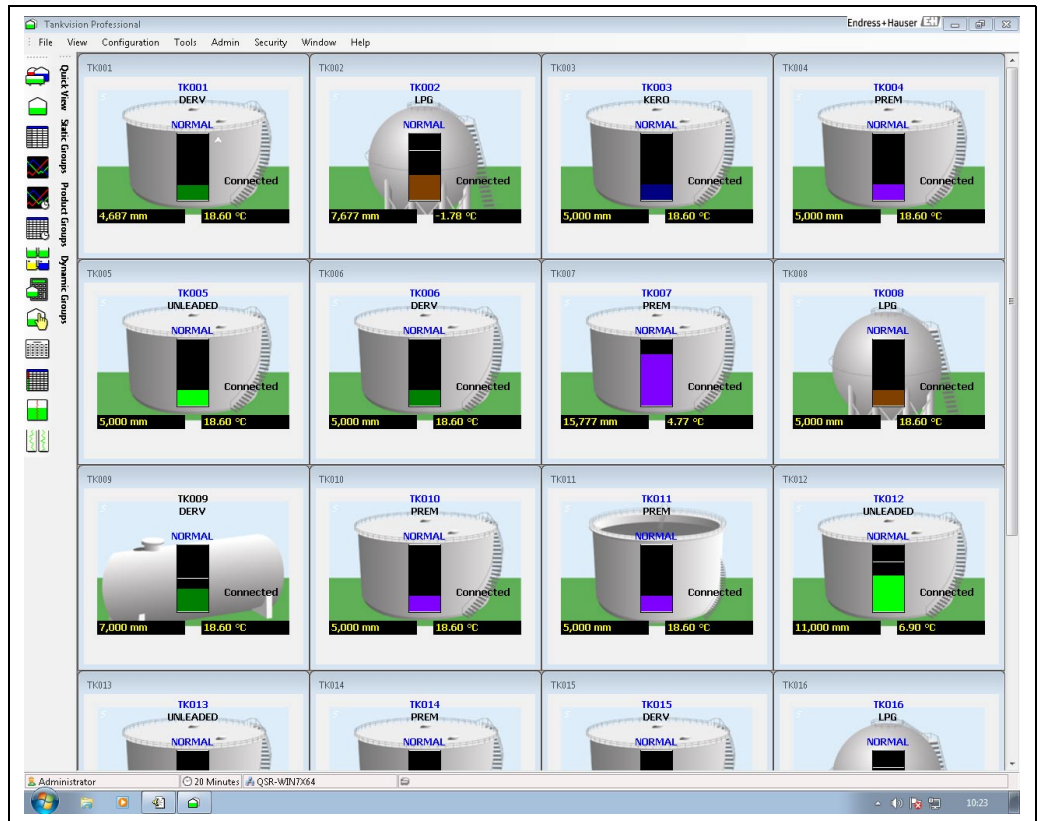 Tankvision Professional
Endress+Hauser EH
File View Configuration Tools Admin Security Window Help
Quick View Static Groups Product Groups Dynamic Groups
TK001
TK001
DERV
NORMAL
Connected
4,687 mm 18.60 °C
TK002
TK002
LPG
NORMAL
Connected
7,677 mm -1.78 °C
TK003
TK003
KERO
NORMAL
Connected
5,000 mm 18.60 °C
TK004
TK004
PREM
NORMAL
Connected
5,000 mm 18.60 °C
TK005
TK005
UNLEADED
NORMAL
Connected
5,000 mm 18.60 °C
TK006
TK006
DERV
NORMAL
Connected
5,000 mm 18.60 °C
TK007
TK007
PREM
NORMAL
Connected
15,777 mm 4.77 °C
TK008
TK008
LPG
NORMAL
Connected
5,000 mm 18.60 °C
TK009
TK009
DERV
NORMAL
Connected
7,000 mm 18.60 °C
TK010
TK010
PREM
NORMAL
Connected
5,000 mm 18.60 °C
TK011
TK011
PREM
NORMAL
Connected
5,000 mm 18.60 °C
TK012
TK012
UNLEADED
NORMAL
Connected
11,000 mm 6.90 °C
TK013
TK013
UNLEADED
NORMAL
TK014
TK014
PREM
NORMAL
TK015
TK015
DERV
NORMAL
TK016
TK016
LPG
NORMAL
Administrator 20 Minutes QSR-WIN7X64
10:23